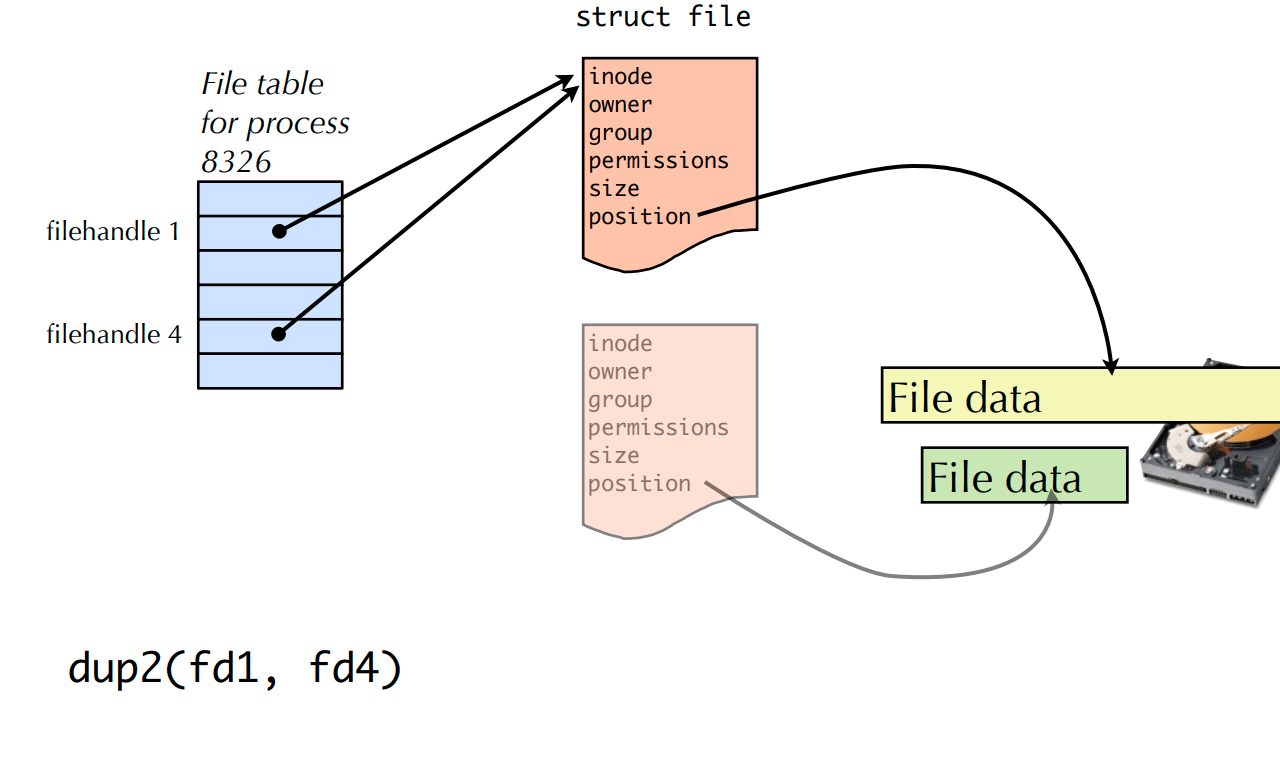 struct file
File table
for process
8326
filehandle 1
filehandle 4
inode
owner
group
permissions
size
position
inode
owner
group
permissions
size
position
File data
File data
dup2(fd1, fd4)